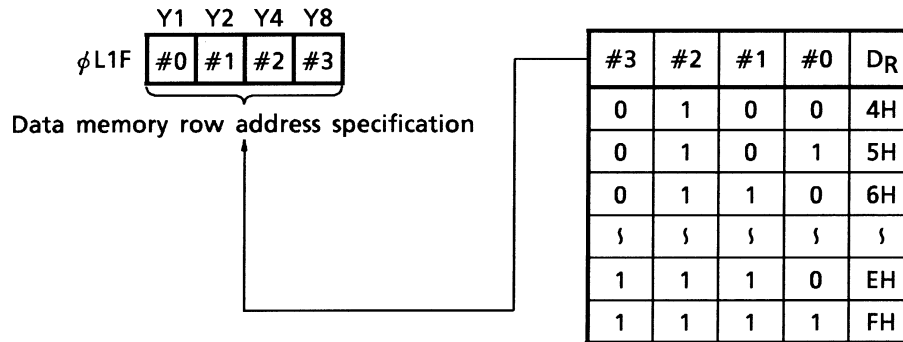 Y1 Y2 Y4 Y8
ϕL1F #0 #1 #2 #3
Data memory row address specification
#3 #2 #1 #0 DR
0 1 0 0 4H
0 1 0 1 5H
0 1 1 0 6H
≀ ≀ ≀ ≀ ≀
1 1 1 0 EH
1 1 1 1 FH